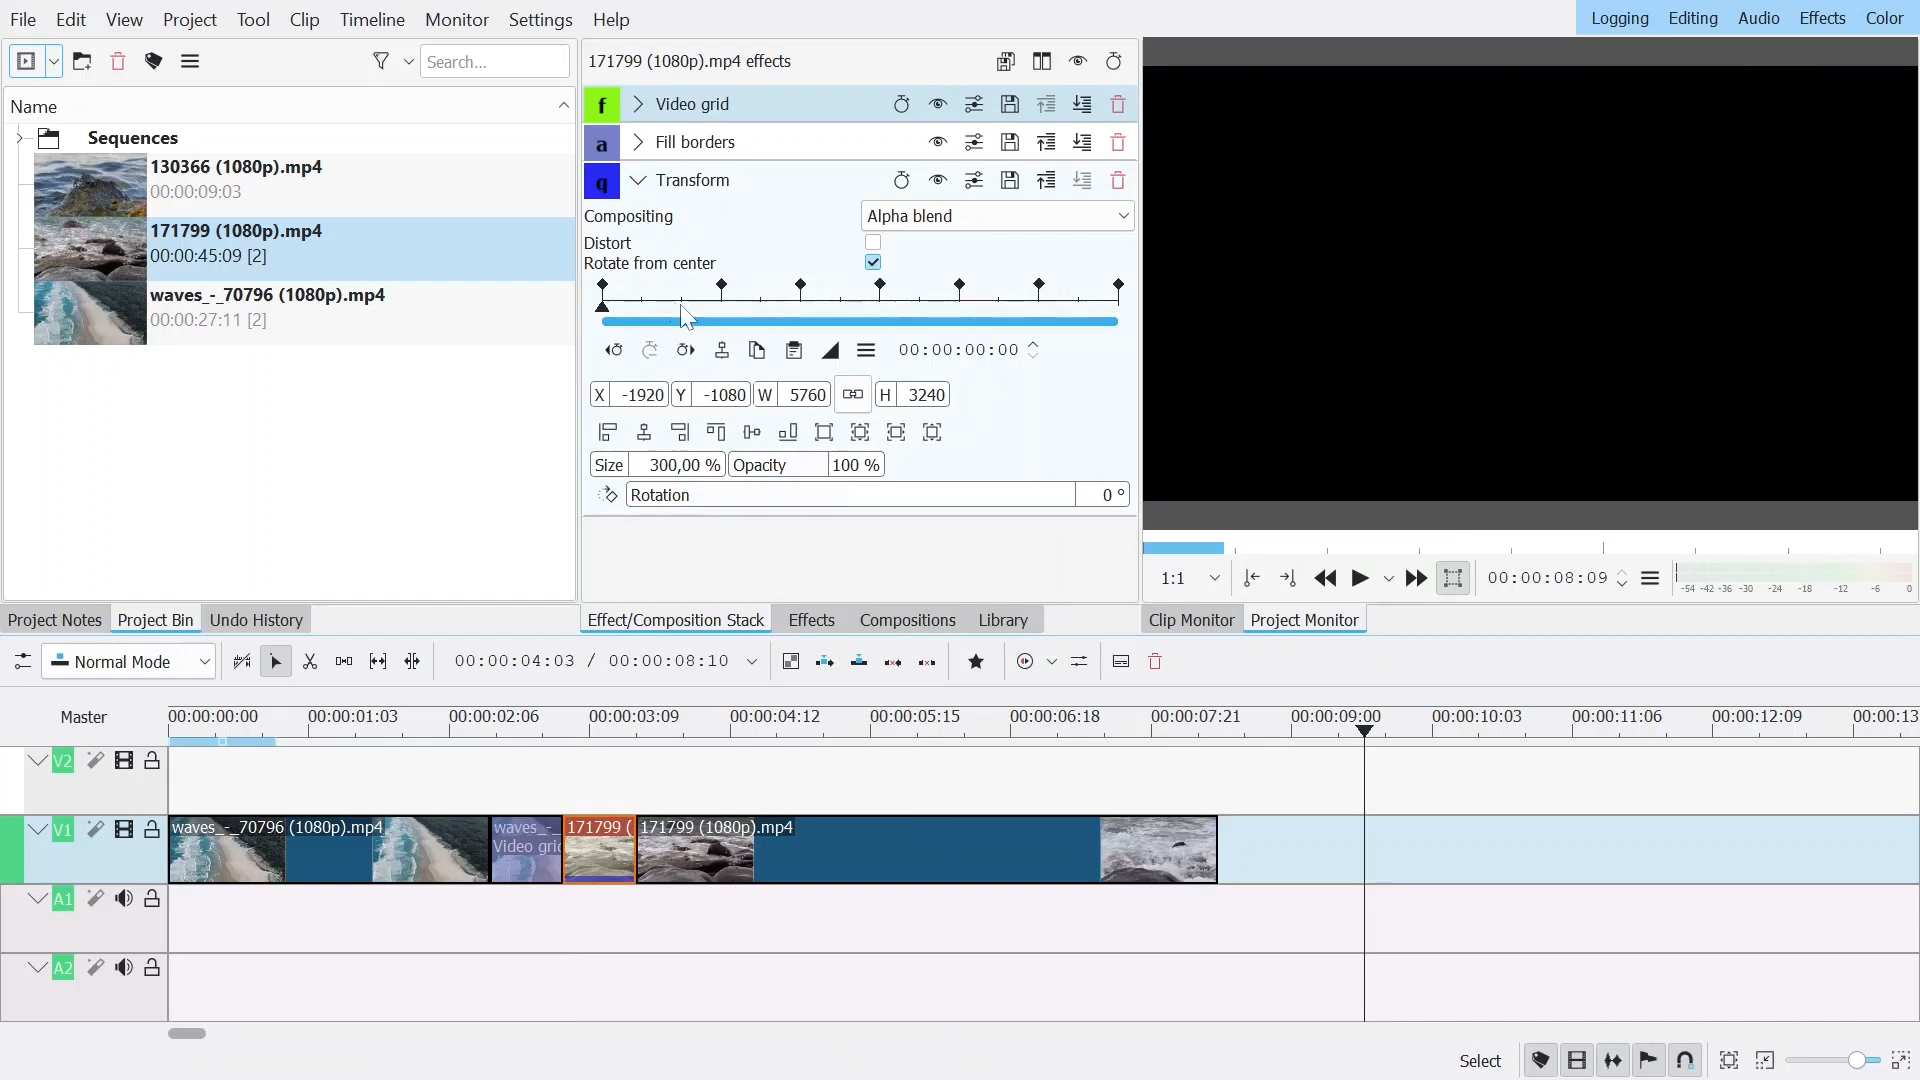 File Edit View Project Tool Clip Timeline Monitor Settings Help
Logging Editing Audio Effects Color
Search...
Name
Sequences
130366 (1080p).mp4
00:00:09:03
171799 (1080p).mp4
00:00:45:09 [2]
waves_-_70796 (1080p).mp4
00:00:27:11 [2]
171799 (1080p).mp4 effects
f Video grid
a Fill borders
q Transform
Compositing Alpha blend
Distort
Rotate from center
00:00:00:00
X -1920 Y -1080 W 5760 H 3240
Size 300,00 % Opacity 100 %
Rotation 0 °
1:1 00:00:08:09
-54 -42 -36 -30 -24 -18 -12 -6 0
Project Notes Project Bin Undo History
Effect/Composition Stack Effects Compositions Library
Clip Monitor Project Monitor
Normal Mode 00:00:04:03 / 00:00:08:10
Master 00:00:00:00 00:00:01:03 00:00:02:06 00:00:03:09 00:00:04:12 00:00:05:15 00:00:06:18 00:00:07:21 00:00:09:00 00:00:10:03 00:00:11:06 00:00:12:09 00:00:13
V2
V1 waves_-_70796 (1080p).mp4 waves_-_ 171799 ( 171799 (1080p).mp4
Video gri
A1
A2
Select